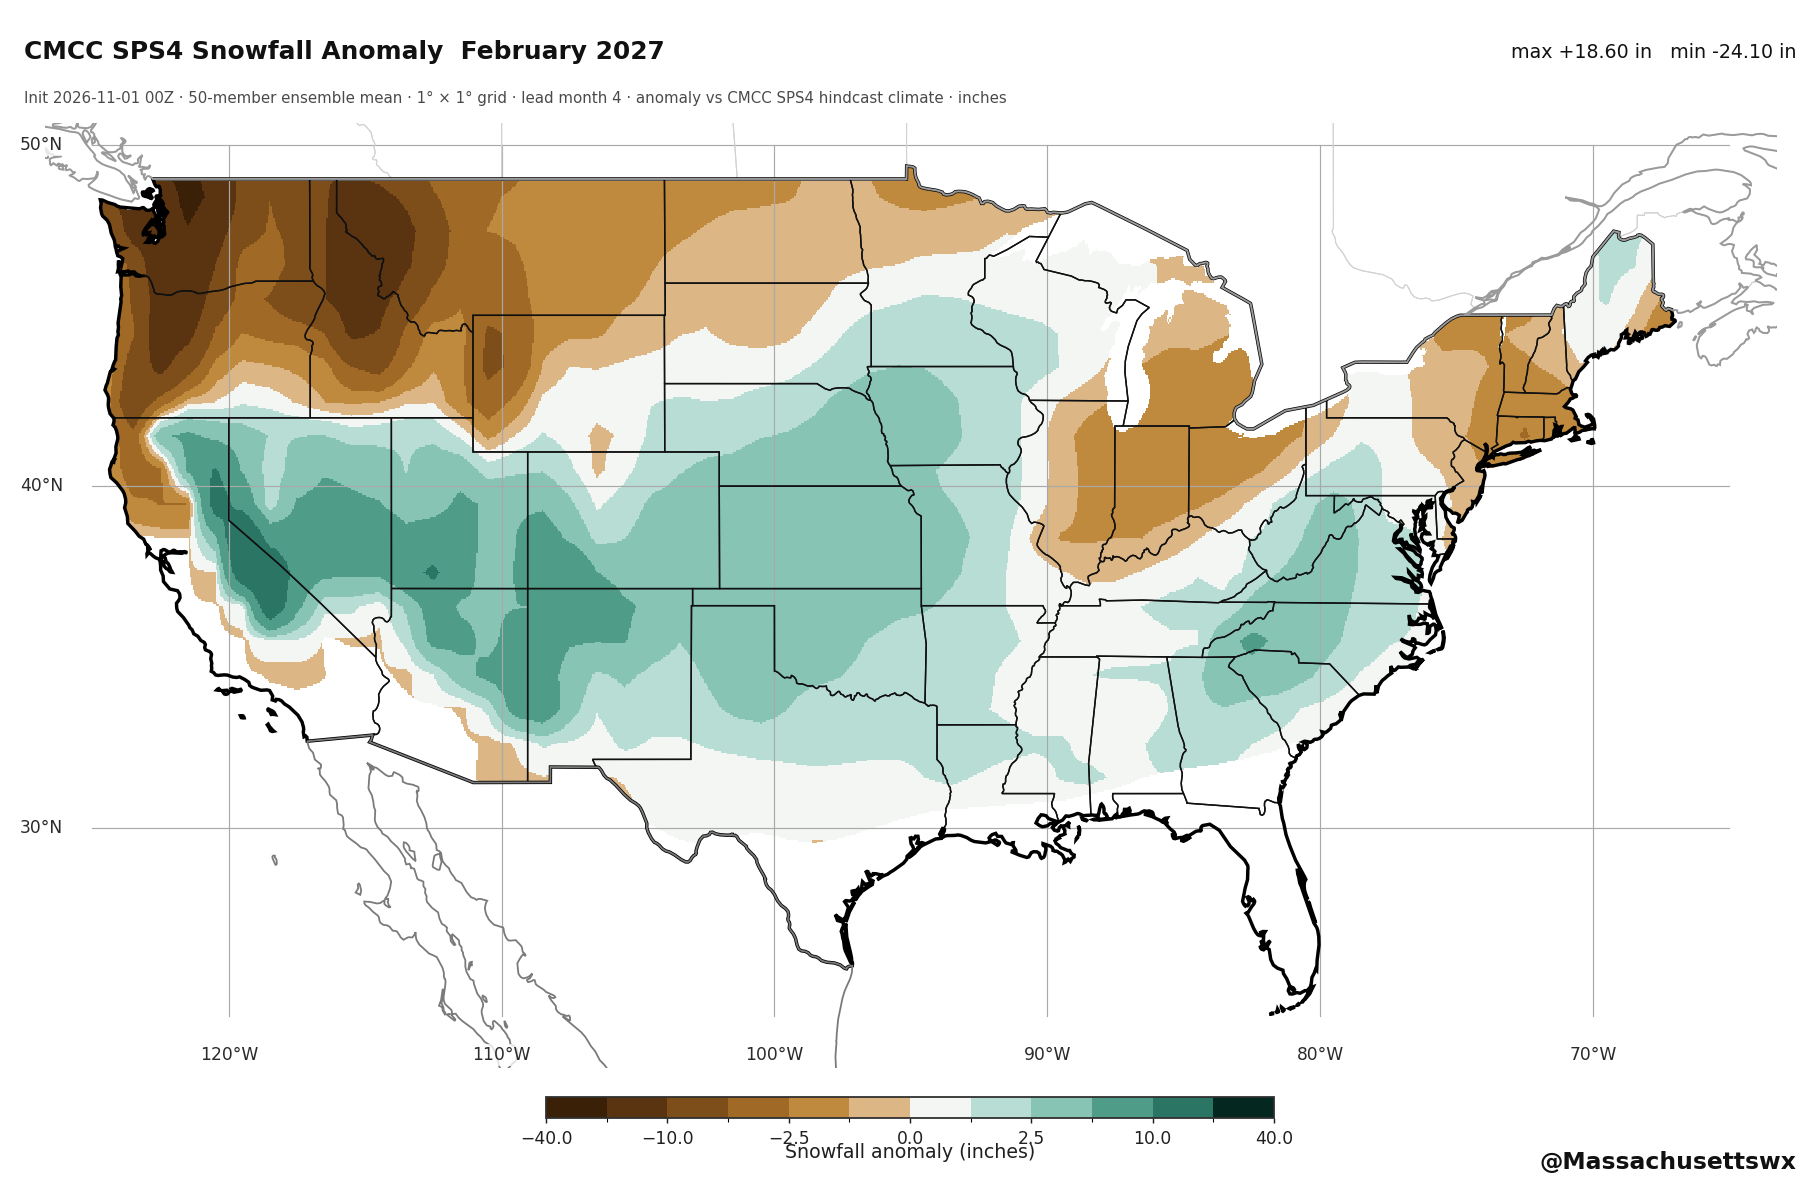 CMCC SPS4 Snowfall Anomaly  February 2027
max +18.60 in   min -24.10 in
Init 2026-11-01 00Z · 50-member ensemble mean · 1° × 1° grid · lead month 4 · anomaly vs CMCC SPS4 hindcast climate · inches
50°N
40°N
30°N
120°W 110°W 100°W 90°W 80°W 70°W
−40.0 −10.0 −2.5 0.0 2.5 10.0 40.0
Snowfall anomaly (inches)
@Massachusettswx